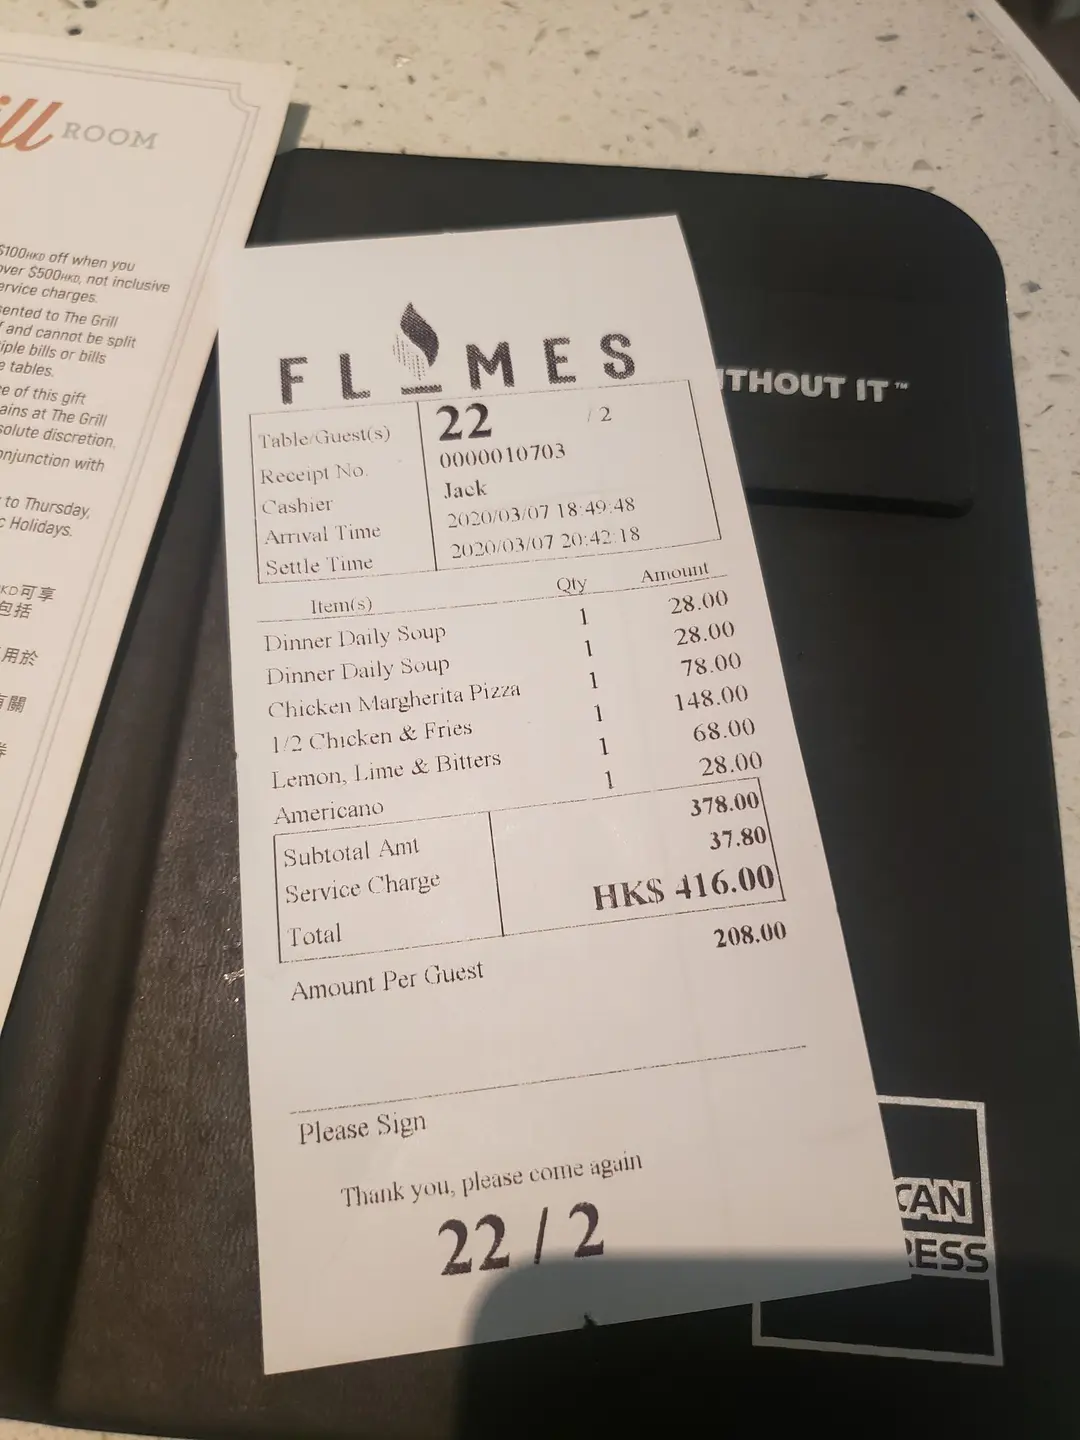 ill ROOM
$100HKD off when you
over $500HKD, not inclusive
service charges.
sented to The Grill
and cannot be split
iple bills or bills
tables.
e of this gift
ains at The Grill
solute discretion.
onjunction with
to Thursday,
c Holidays.
KD可享
包括
用於
有關
FLAMES
Table/Guest(s) 22 / 2
Receipt No. 0000010703
Cashier Jack
Arrival Time 2020/03/07 18:49:48
Settle Time 2020/03/07 20:42:18
Item(s) Qty Amount
Dinner Daily Soup 1 28.00
Dinner Daily Soup 1 28.00
Chicken Margherita Pizza 1 78.00
1/2 Chicken & Fries 1 148.00
Lemon, Lime & Bitters 1 68.00
Americano 1 28.00
Subtotal Amt 378.00
Service Charge 37.80
Total HK$ 416.00
Amount Per Guest 208.00
Please Sign
Thank you, please come again
22 / 2
ITHOUT IT™
CAN
RESS